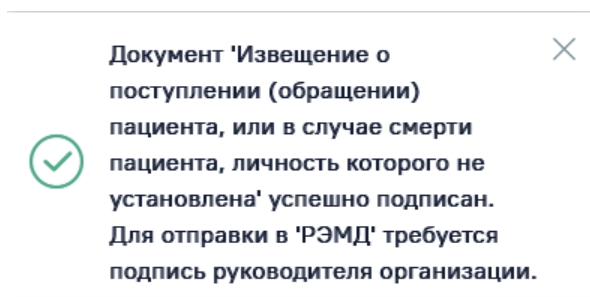 Документ 'Извещение о
поступлении (обращении)
пациента, или в случае смерти
пациента, личность которого не
установлена' успешно подписан.
Для отправки в 'РЭМД' требуется
подпись руководителя организации.